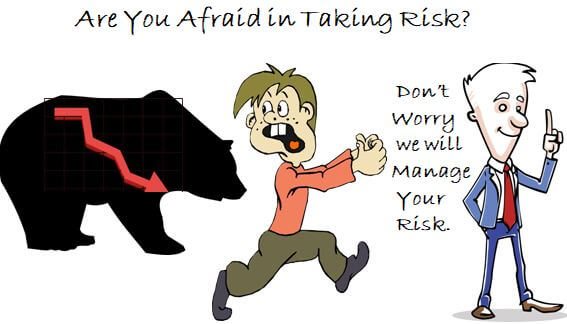 Are You Afraid in Taking Risk?
Don't
Worry
we will
Manage
Your
Risk.